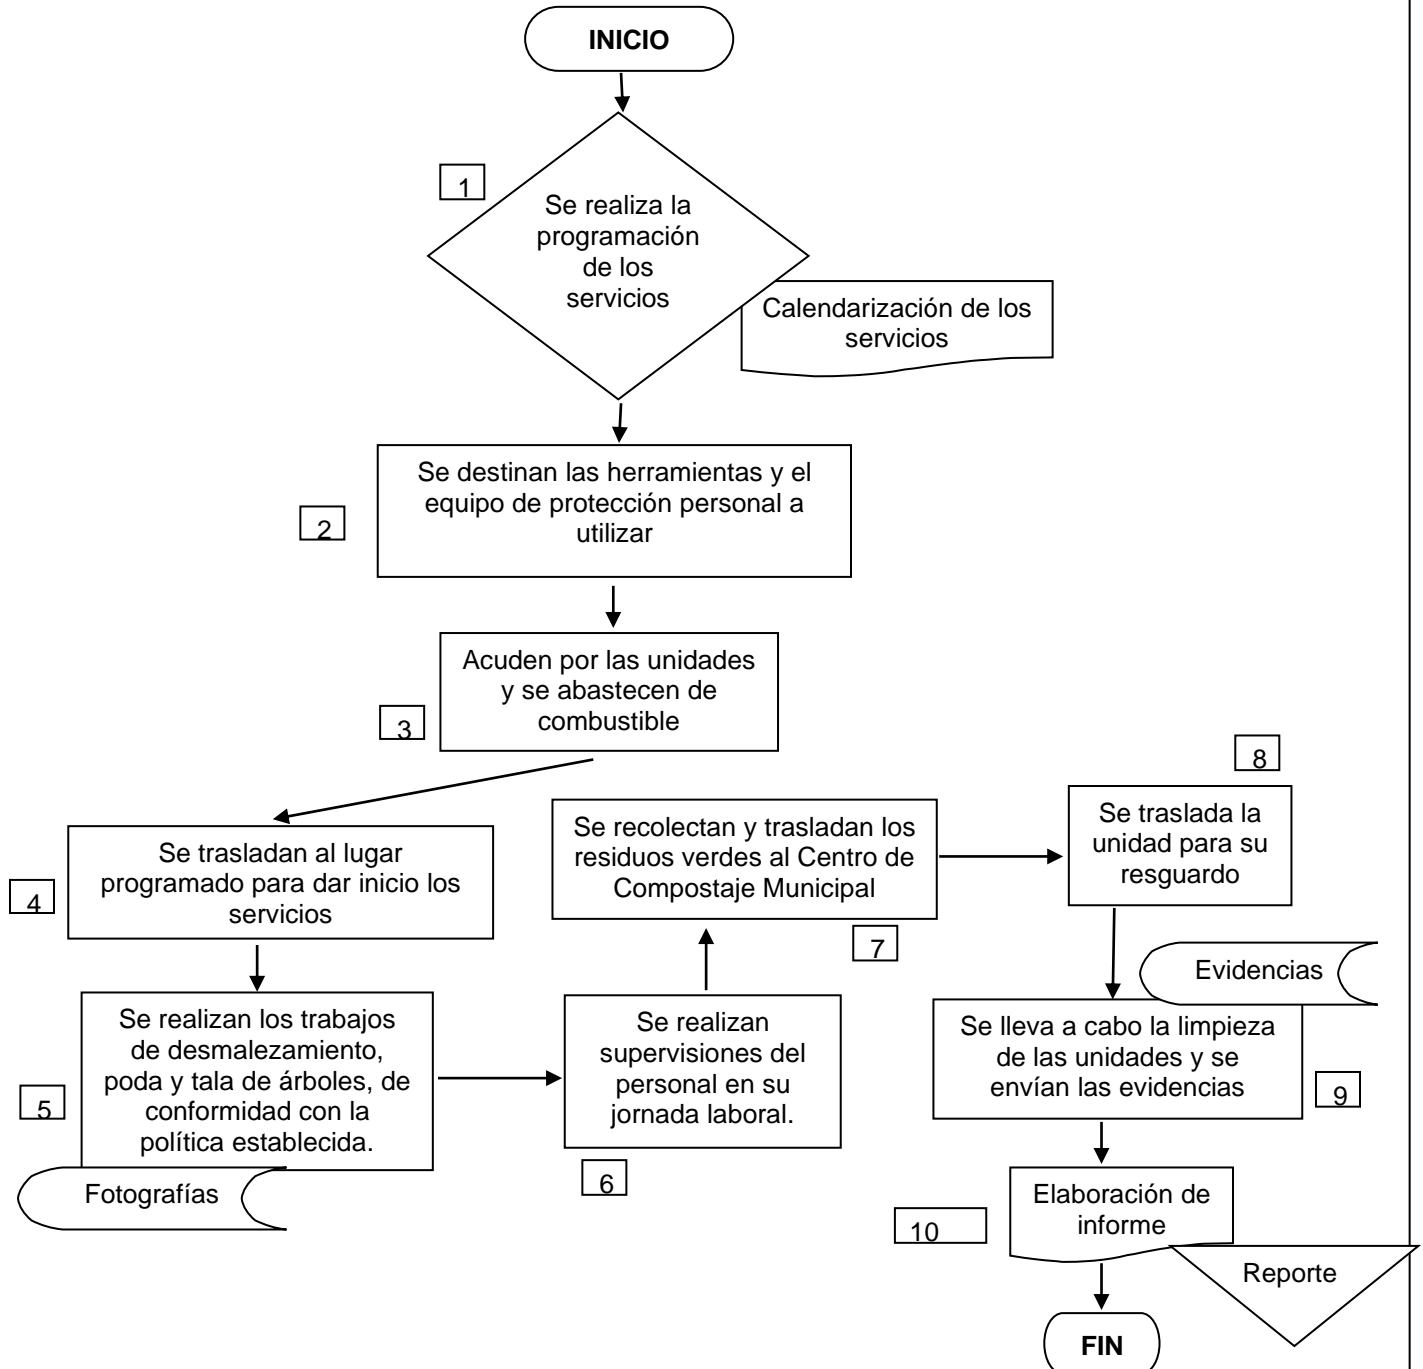 INICIO
1
Se realiza la
programación
de los
servicios
Calendarización de los
servicios
2
Se destinan las herramientas y el
equipo de protección personal a
utilizar
3
Acuden por las unidades
y se abastecen de
combustible
4
Se trasladan al lugar
programado para dar inicio los
servicios
5
Se realizan los trabajos
de desmalezamiento,
poda y tala de árboles, de
conformidad con la
política establecida.
Fotografías
6
Se realizan
supervisiones del
personal en su
jornada laboral.
7
Se recolectan y trasladan los
residuos verdes al Centro de
Compostaje Municipal
8
Se traslada la
unidad para su
resguardo
Evidencias
9
Se lleva a cabo la limpieza
de las unidades y se
envían las evidencias
10
Elaboración de
informe
Reporte
FIN